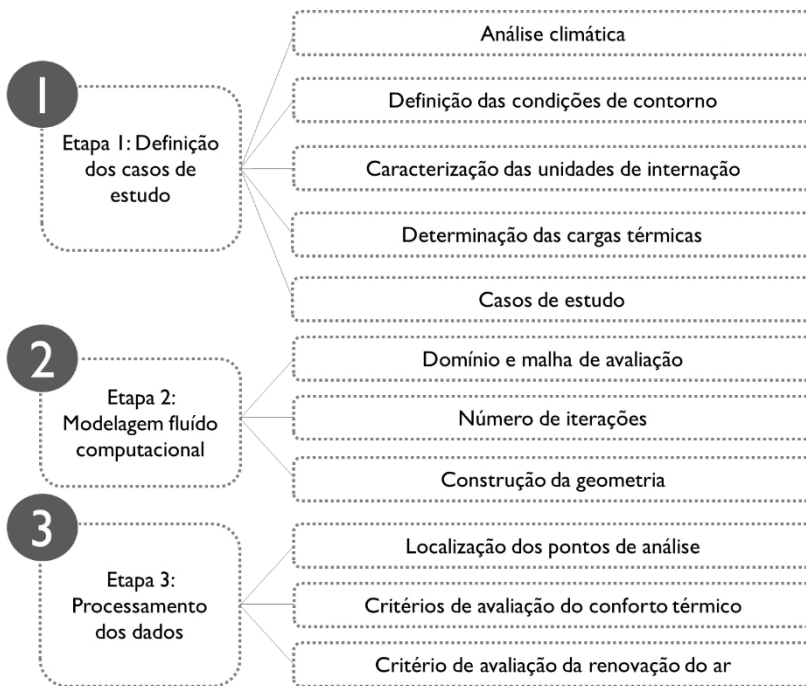 1
Etapa 1: Definição
dos casos de
estudo
Análise climática
Definição das condições de contorno
Caracterização das unidades de internação
Determinação das cargas térmicas
Casos de estudo
2
Etapa 2:
Modelagem fluído
computacional
Domínio e malha de avaliação
Número de iterações
Construção da geometria
3
Etapa 3:
Processamento
dos dados
Localização dos pontos de análise
Critérios de avaliação do conforto térmico
Critério de avaliação da renovação do ar